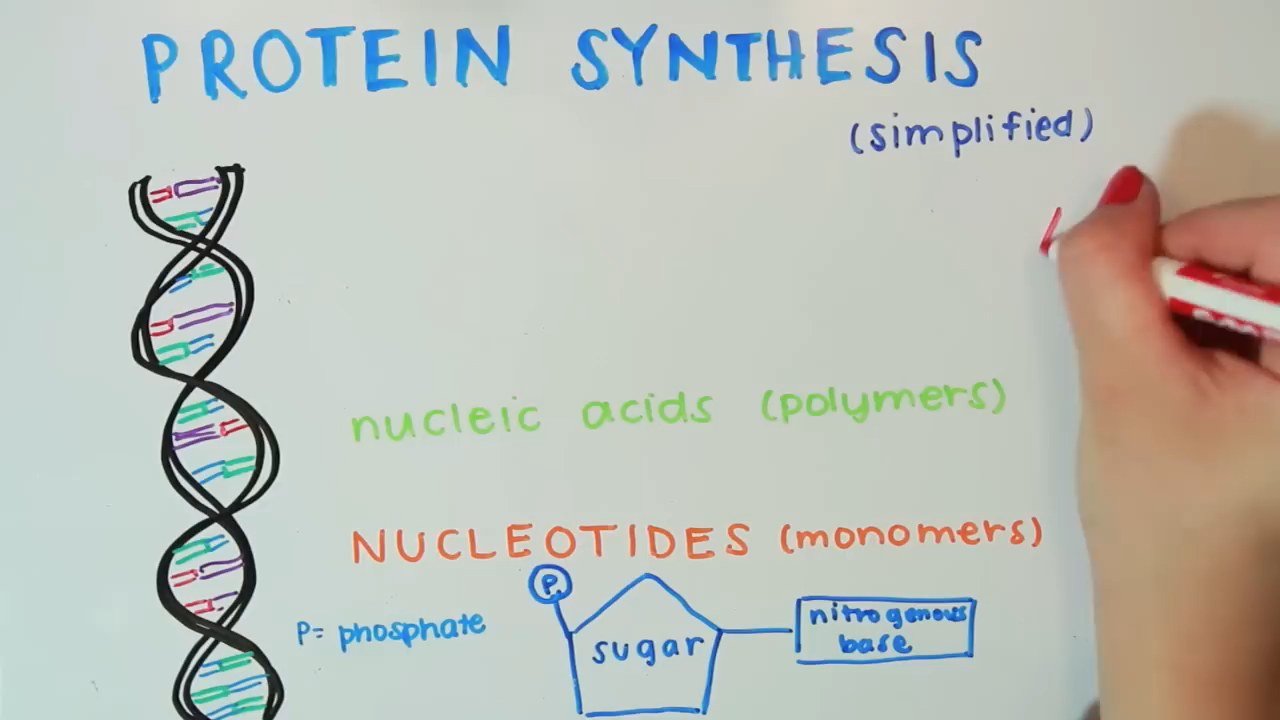 PROTEIN SYNTHESIS
(simplified)
nucleic acids (polymers)
NUCLEOTIDES (monomers)
P
P= phosphate
sugar
nitrogenous
base